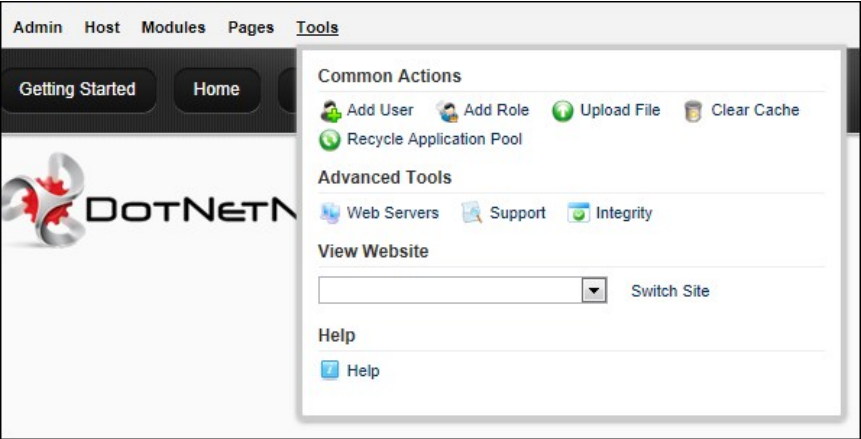 Admin Host Modules Pages Tools
Getting Started Home
Common Actions
Add User Add Role Upload File Clear Cache
Recycle Application Pool
Advanced Tools
Web Servers Support Integrity
View Website
Switch Site
Help
Help
DOTNETN